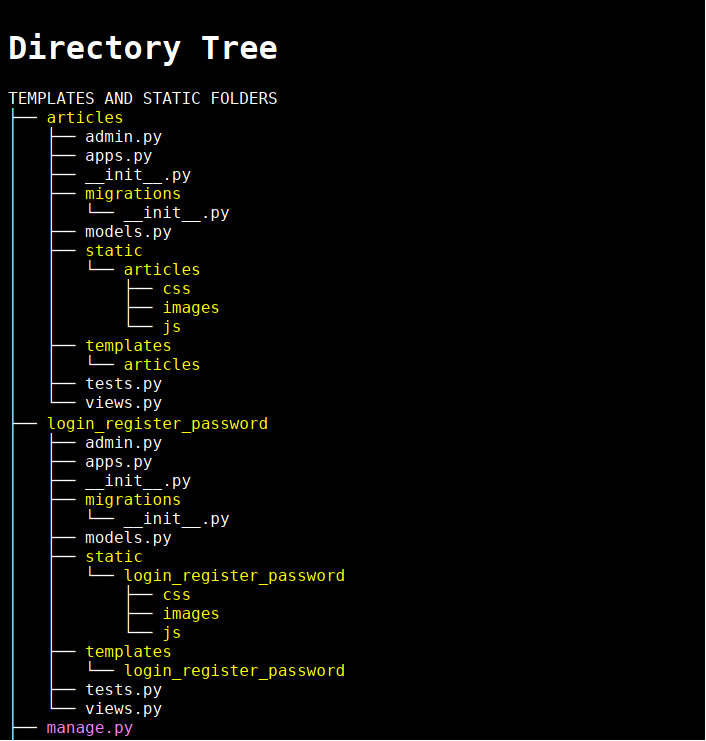 Directory Tree
TEMPLATES AND STATIC FOLDERS
├── articles
│   ├── admin.py
│   ├── apps.py
│   ├── __init__.py
│   ├── migrations
│   │   └── __init__.py
│   ├── models.py
│   ├── static
│   │   └── articles
│   │       ├── css
│   │       ├── images
│   │       └── js
│   ├── templates
│   │   └── articles
│   ├── tests.py
│   └── views.py
├── login_register_password
│   ├── admin.py
│   ├── apps.py
│   ├── __init__.py
│   ├── migrations
│   │   └── __init__.py
│   ├── models.py
│   ├── static
│   │   └── login_register_password
│   │       ├── css
│   │       ├── images
│   │       └── js
│   ├── templates
│   │   └── login_register_password
│   ├── tests.py
│   └── views.py
├── manage.py